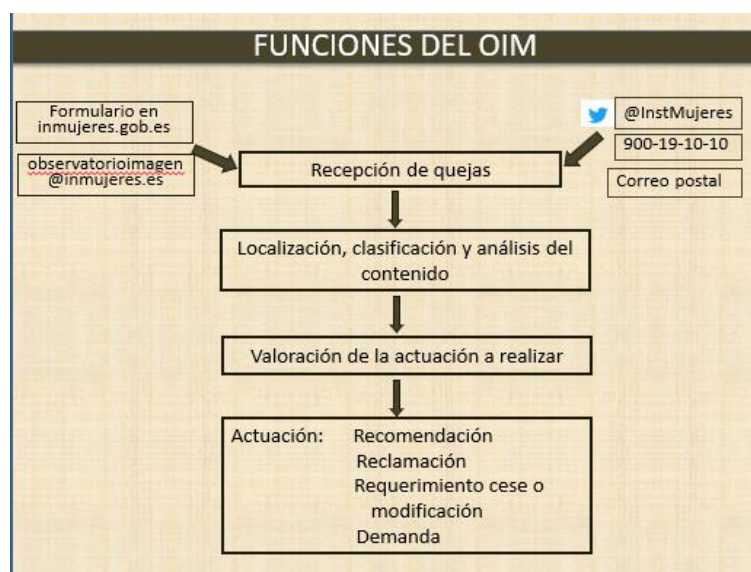 FUNCIONES DEL OIM
Formulario en
inmujeres.gob.es
observatorioimagen
@inmujeres.es
@InstMujeres
900-19-10-10
Correo postal
Recepción de quejas
Localización, clasificación y análisis del
contenido
Valoración de la actuación a realizar
Actuación: Recomendación
Reclamación
Requerimiento cese o
modificación
Demanda